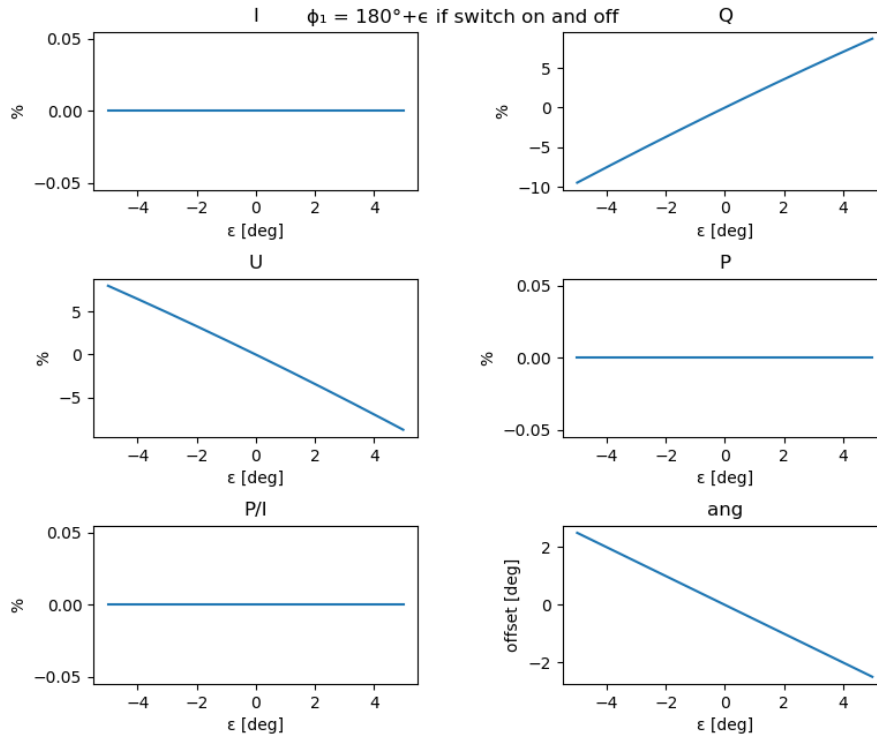 ϕ₁ = 180°+ϵ if switch on and off
I
0.05
0.00
−0.05
%
−4 −2 0 2 4
ε [deg]
Q
5
0
−5
−10
%
−4 −2 0 2 4
ε [deg]
U
5
0
−5
%
−4 −2 0 2 4
ε [deg]
P
0.05
0.00
−0.05
%
−4 −2 0 2 4
ε [deg]
P/I
0.05
0.00
−0.05
%
−4 −2 0 2 4
ε [deg]
ang
2
0
−2
offset [deg]
−4 −2 0 2 4
ε [deg]